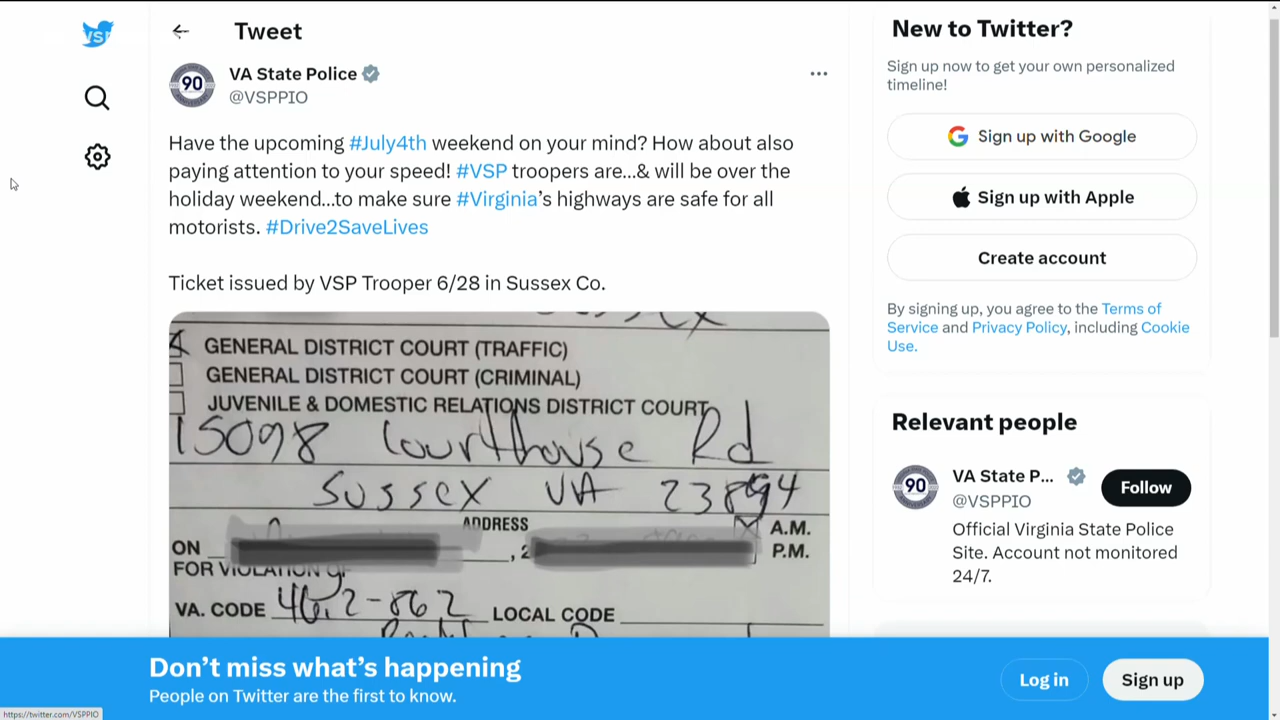 VSP
Tweet
VA State Police
@VSPPIO
Have the upcoming #July4th weekend on your mind? How about also
paying attention to your speed! #VSP troopers are...& will be over the
holiday weekend...to make sure #Virginia's highways are safe for all
motorists. #Drive2SaveLives
Ticket issued by VSP Trooper 6/28 in Sussex Co.
GENERAL DISTRICT COURT (TRAFFIC)
GENERAL DISTRICT COURT (CRIMINAL)
JUVENILE & DOMESTIC RELATIONS DISTRICT COURT
15098 Courthouse Rd
Sussex VA
ADDRESS
A.M.
ON , 2 P.M.
FOR VIOLATION OF
VA. CODE 46.2-862 LOCAL CODE
New to Twitter?
Sign up now to get your own personalized
timeline!
Sign up with Google
Sign up with Apple
Create account
By signing up, you agree to the Terms of
Service and Privacy Policy, including Cookie
Use.
Relevant people
90
VA State P...
@VSPPIO
Follow
Official Virginia State Police
Site. Account not monitored
24/7.
Don't miss what's happening
People on Twitter are the first to know.
Log in
Sign up
https://twitter.com/VSPPIO